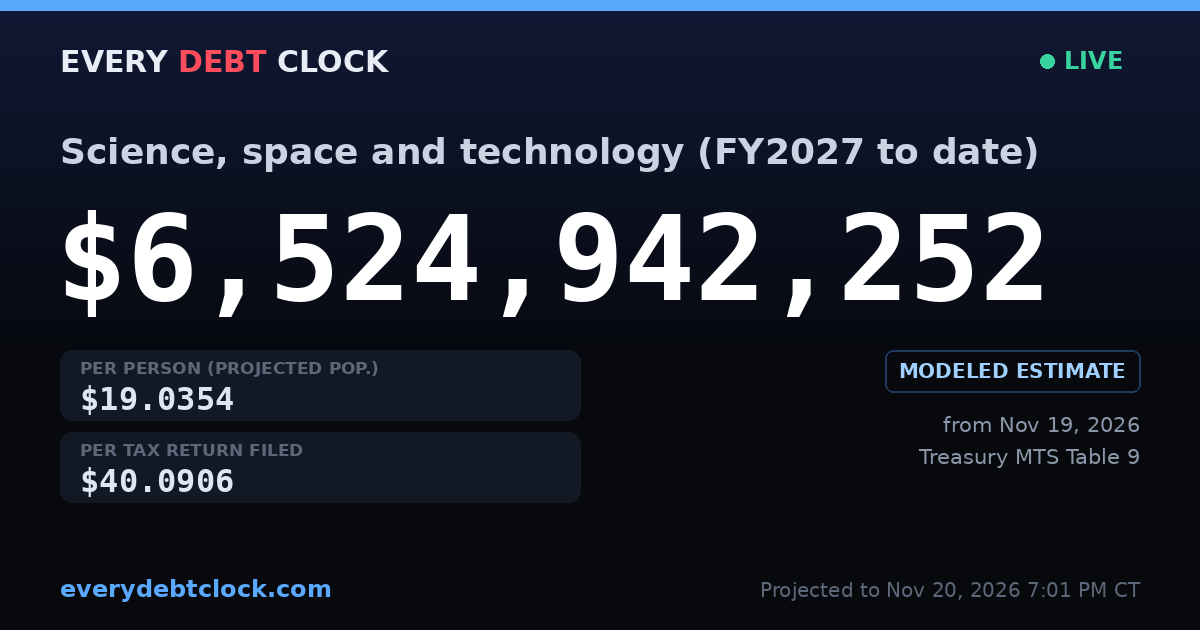 EVERY DEBT CLOCK
LIVE
Science, space and technology (FY2027 to date)
$6,524,942,252
PER PERSON (PROJECTED POP.)
$19.0354
PER TAX RETURN FILED
$40.0906
MODELED ESTIMATE
from Nov 19, 2026
Treasury MTS Table 9
everydebtclock.com
Projected to Nov 20, 2026 7:01 PM CT